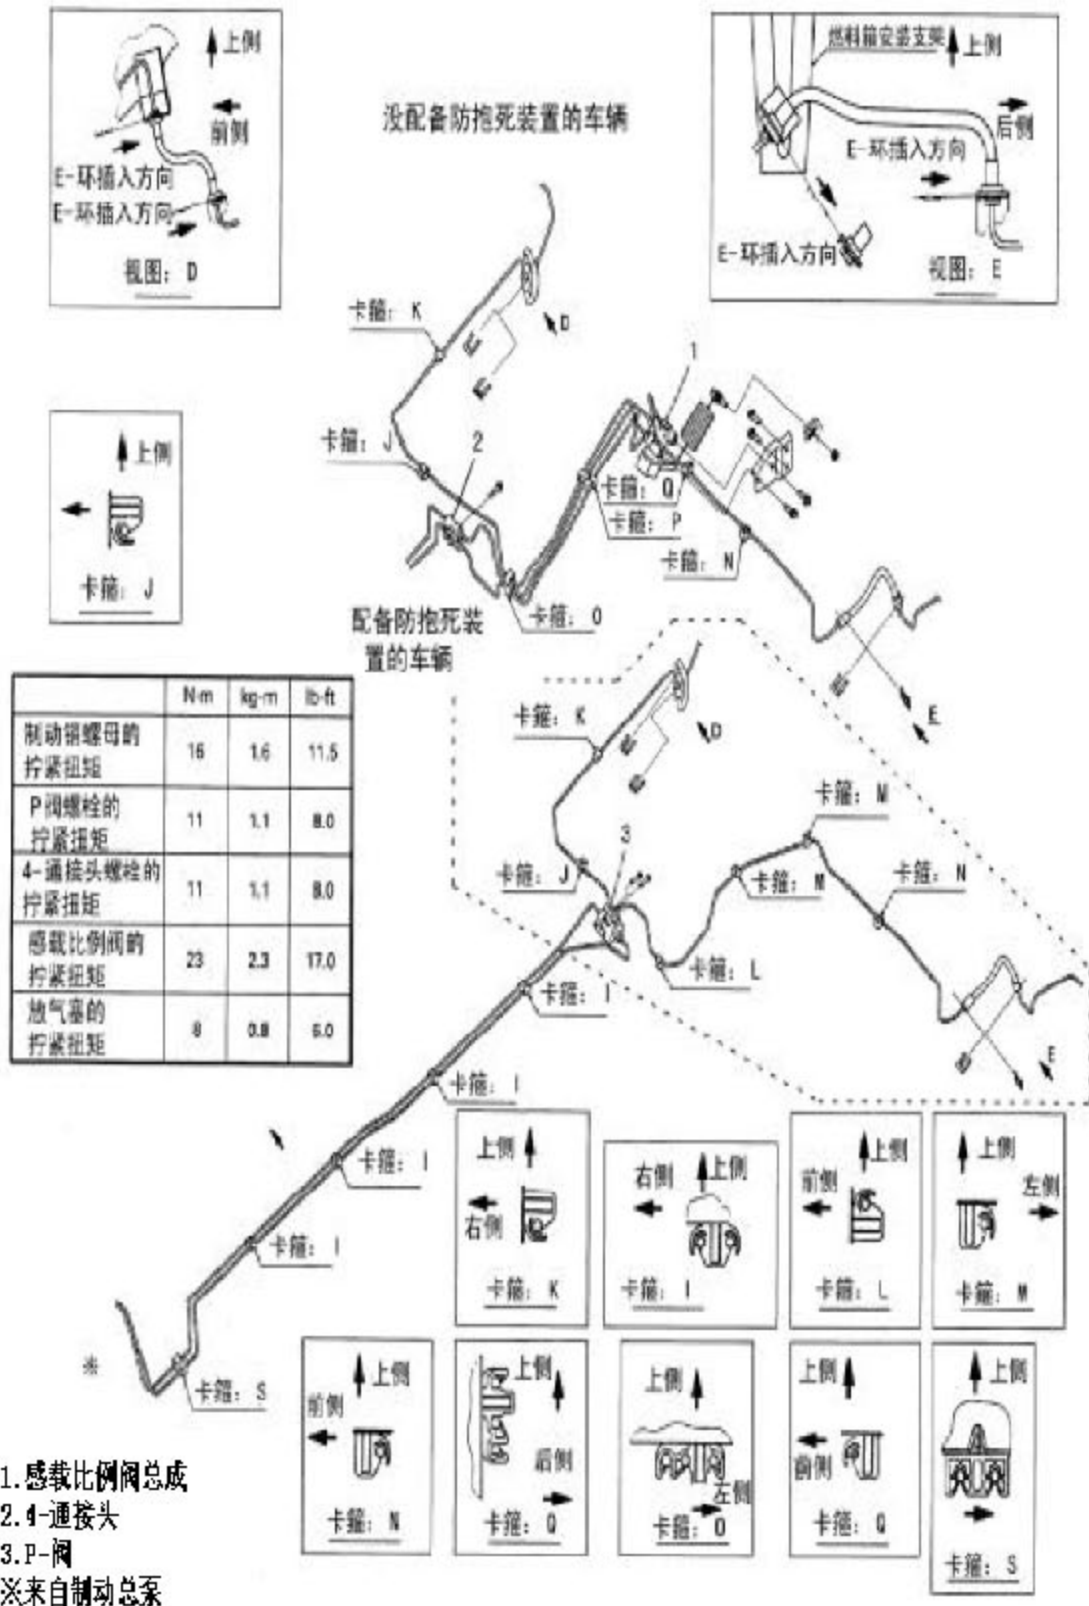 上侧
前侧
E-环插入方向
E-环插入方向
视图: D
没配备防抱死装置的车辆
燃料箱安装支架
上侧
后侧
E-环插入方向
E-环插入方向
视图: E
卡箍: K
D
1
上侧
卡箍: J
卡箍: J
2
卡箍: Q
卡箍: P
卡箍: N
卡箍: O
E
配备防抱死装
置的车辆
N·m kg-m lb-ft
制动钢螺母的
拧紧扭矩 16 1.6 11.5
P阀螺栓的
拧紧扭矩 11 1.1 8.0
4-通接头螺栓的
拧紧扭矩 11 1.1 8.0
感载比例阀的
拧紧扭矩 23 2.3 17.0
放气塞的
拧紧扭矩 8 0.8 6.0
卡箍: K
D
卡箍: M
3
卡箍: J
卡箍: M
卡箍: N
卡箍: L
卡箍: I
E
卡箍: I
卡箍: I
卡箍: I
※
卡箍: S
上侧
右侧
卡箍: K
右侧
上侧
卡箍: I
前侧
上侧
卡箍: L
上侧
左侧
卡箍: M
上侧
前侧
卡箍: N
上侧
后侧
卡箍: Q
上侧
左侧
卡箍: O
上侧
前侧
卡箍: Q
上侧
卡箍: S
1.感载比例阀总成
2.4-通接头
3.P-阀
※来自制动总泵